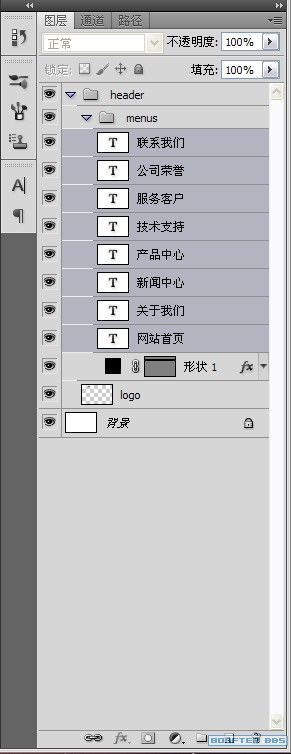 图层 通道 路径
正常 不透明度: 100%
锁定: 填充: 100%
header
menus
T 联系我们
T 公司荣誉
T 服务客户
T 技术支持
T 产品中心
T 新闻中心
T 关于我们
T 网站首页
形状 1 fx
logo
背景
A
fx